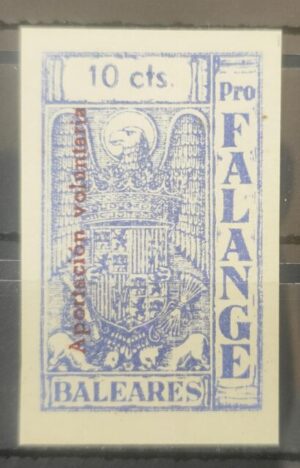 10 cts.
Pro
FALANGE
Aportación voluntaria
BALEARES